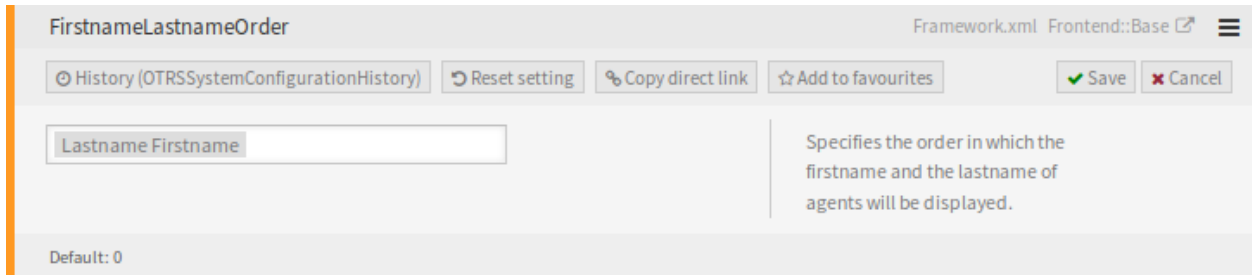 FirstnameLastnameOrder
Framework.xml Frontend::Base
History (OTRSSystemConfigurationHistory) Reset setting Copy direct link Add to favourites Save Cancel
Lastname Firstname
Specifies the order in which the
firstname and the lastname of
agents will be displayed.
Default: 0